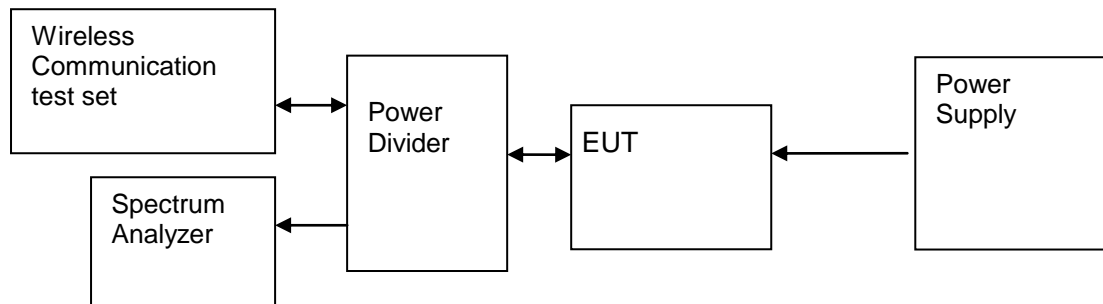 Wireless
Communication
test set
Power
Divider
EUT
Power
Supply
Spectrum
Analyzer